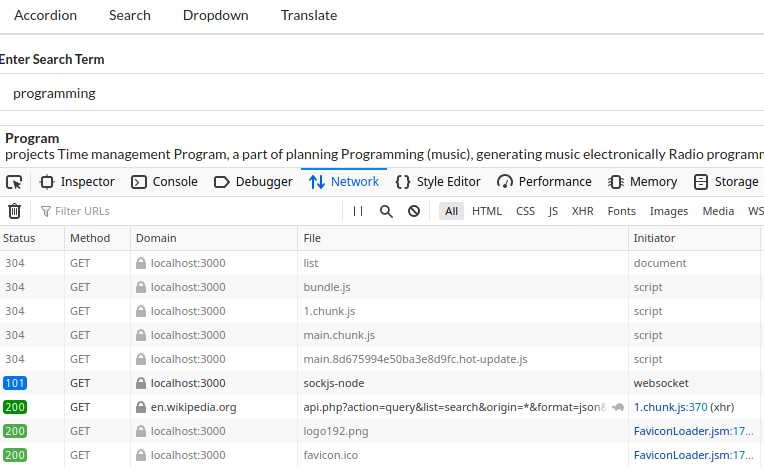 Accordion Search Dropdown Translate
Enter Search Term
programming
Program
projects Time management Program, a part of planning Programming (music), generating music electronically Radio programm
Inspector Console Debugger Network Style Editor Performance Memory Storage
Filter URLs All HTML CSS JS XHR Fonts Images Media WS
Status Method Domain File Initiator
304 GET localhost:3000 list document
304 GET localhost:3000 bundle.js script
304 GET localhost:3000 1.chunk.js script
304 GET localhost:3000 main.chunk.js script
304 GET localhost:3000 main.8d675994e50ba3e8d9fc.hot-update.js script
101 GET localhost:3000 sockjs-node websocket
200 GET en.wikipedia.org api.php?action=query&list=search&origin=*&format=json& 1.chunk.js:370 (xhr)
200 GET localhost:3000 logo192.png FaviconLoader.jsm:17...
200 GET localhost:3000 favicon.ico FaviconLoader.jsm:17...